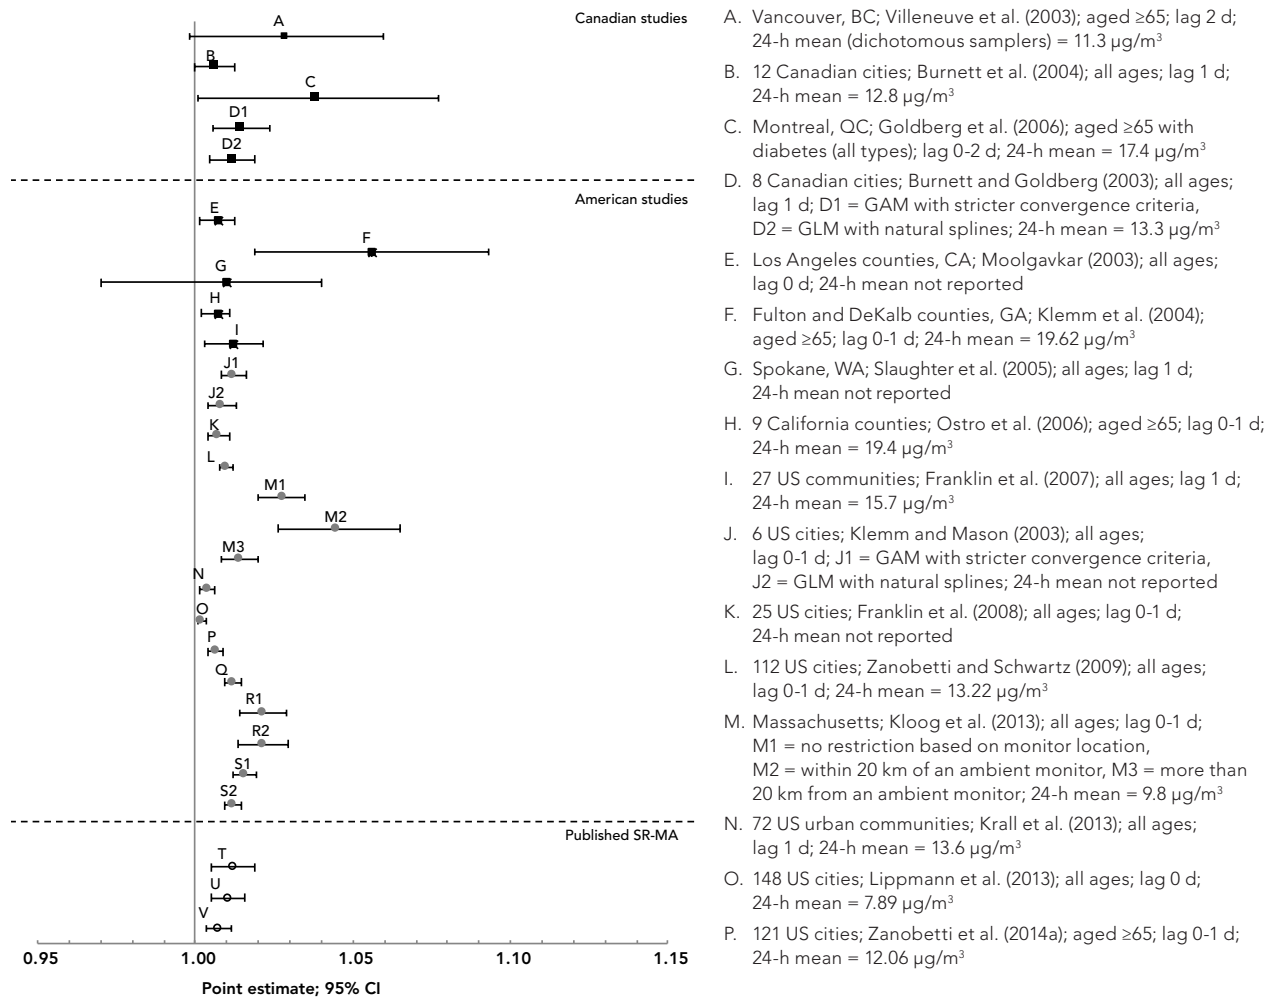 Canadian studies
A
B
C
D1
D2
American studies
E
F
G
H
I
J1
J2
K
L
M1
M2
M3
N
O
P
Q
R1
R2
S1
S2
Published SR-MA
T
U
V
0.95 1.00 1.05 1.10 1.15
Point estimate; 95% CI
A. Vancouver, BC; Villeneuve et al. (2003); aged ≥65; lag 2 d;
24-h mean (dichotomous samplers) = 11.3 µg/m³
B. 12 Canadian cities; Burnett et al. (2004); all ages; lag 1 d;
24-h mean = 12.8 µg/m³
C. Montreal, QC; Goldberg et al. (2006); aged ≥65 with
diabetes (all types); lag 0-2 d; 24-h mean = 17.4 µg/m³
D. 8 Canadian cities; Burnett and Goldberg (2003); all ages;
lag 1 d; D1 = GAM with stricter convergence criteria,
D2 = GLM with natural splines; 24-h mean = 13.3 µg/m³
E. Los Angeles counties, CA; Moolgavkar (2003); all ages;
lag 0 d; 24-h mean not reported
F. Fulton and DeKalb counties, GA; Klemm et al. (2004);
aged ≥65; lag 0-1 d; 24-h mean = 19.62 µg/m³
G. Spokane, WA; Slaughter et al. (2005); all ages; lag 1 d;
24-h mean not reported
H. 9 California counties; Ostro et al. (2006); aged ≥65; lag 0-1 d;
24-h mean = 19.4 µg/m³
I. 27 US communities; Franklin et al. (2007); all ages; lag 1 d;
24-h mean = 15.7 µg/m³
J. 6 US cities; Klemm and Mason (2003); all ages;
lag 0-1 d; J1 = GAM with stricter convergence criteria,
J2 = GLM with natural splines; 24-h mean not reported
K. 25 US cities; Franklin et al. (2008); all ages; lag 0-1 d;
24-h mean not reported
L. 112 US cities; Zanobetti and Schwartz (2009); all ages;
lag 0-1 d; 24-h mean = 13.22 µg/m³
M. Massachusetts; Kloog et al. (2013); all ages; lag 0-1 d;
M1 = no restriction based on monitor location,
M2 = within 20 km of an ambient monitor, M3 = more than
20 km from an ambient monitor; 24-h mean = 9.8 µg/m³
N. 72 US urban communities; Krall et al. (2013); all ages;
lag 1 d; 24-h mean = 13.6 µg/m³
O. 148 US cities; Lippmann et al. (2013); all ages; lag 0 d;
24-h mean = 7.89 µg/m³
P. 121 US cities; Zanobetti et al. (2014a); aged ≥65; lag 0-1 d;
24-h mean = 12.06 µg/m³